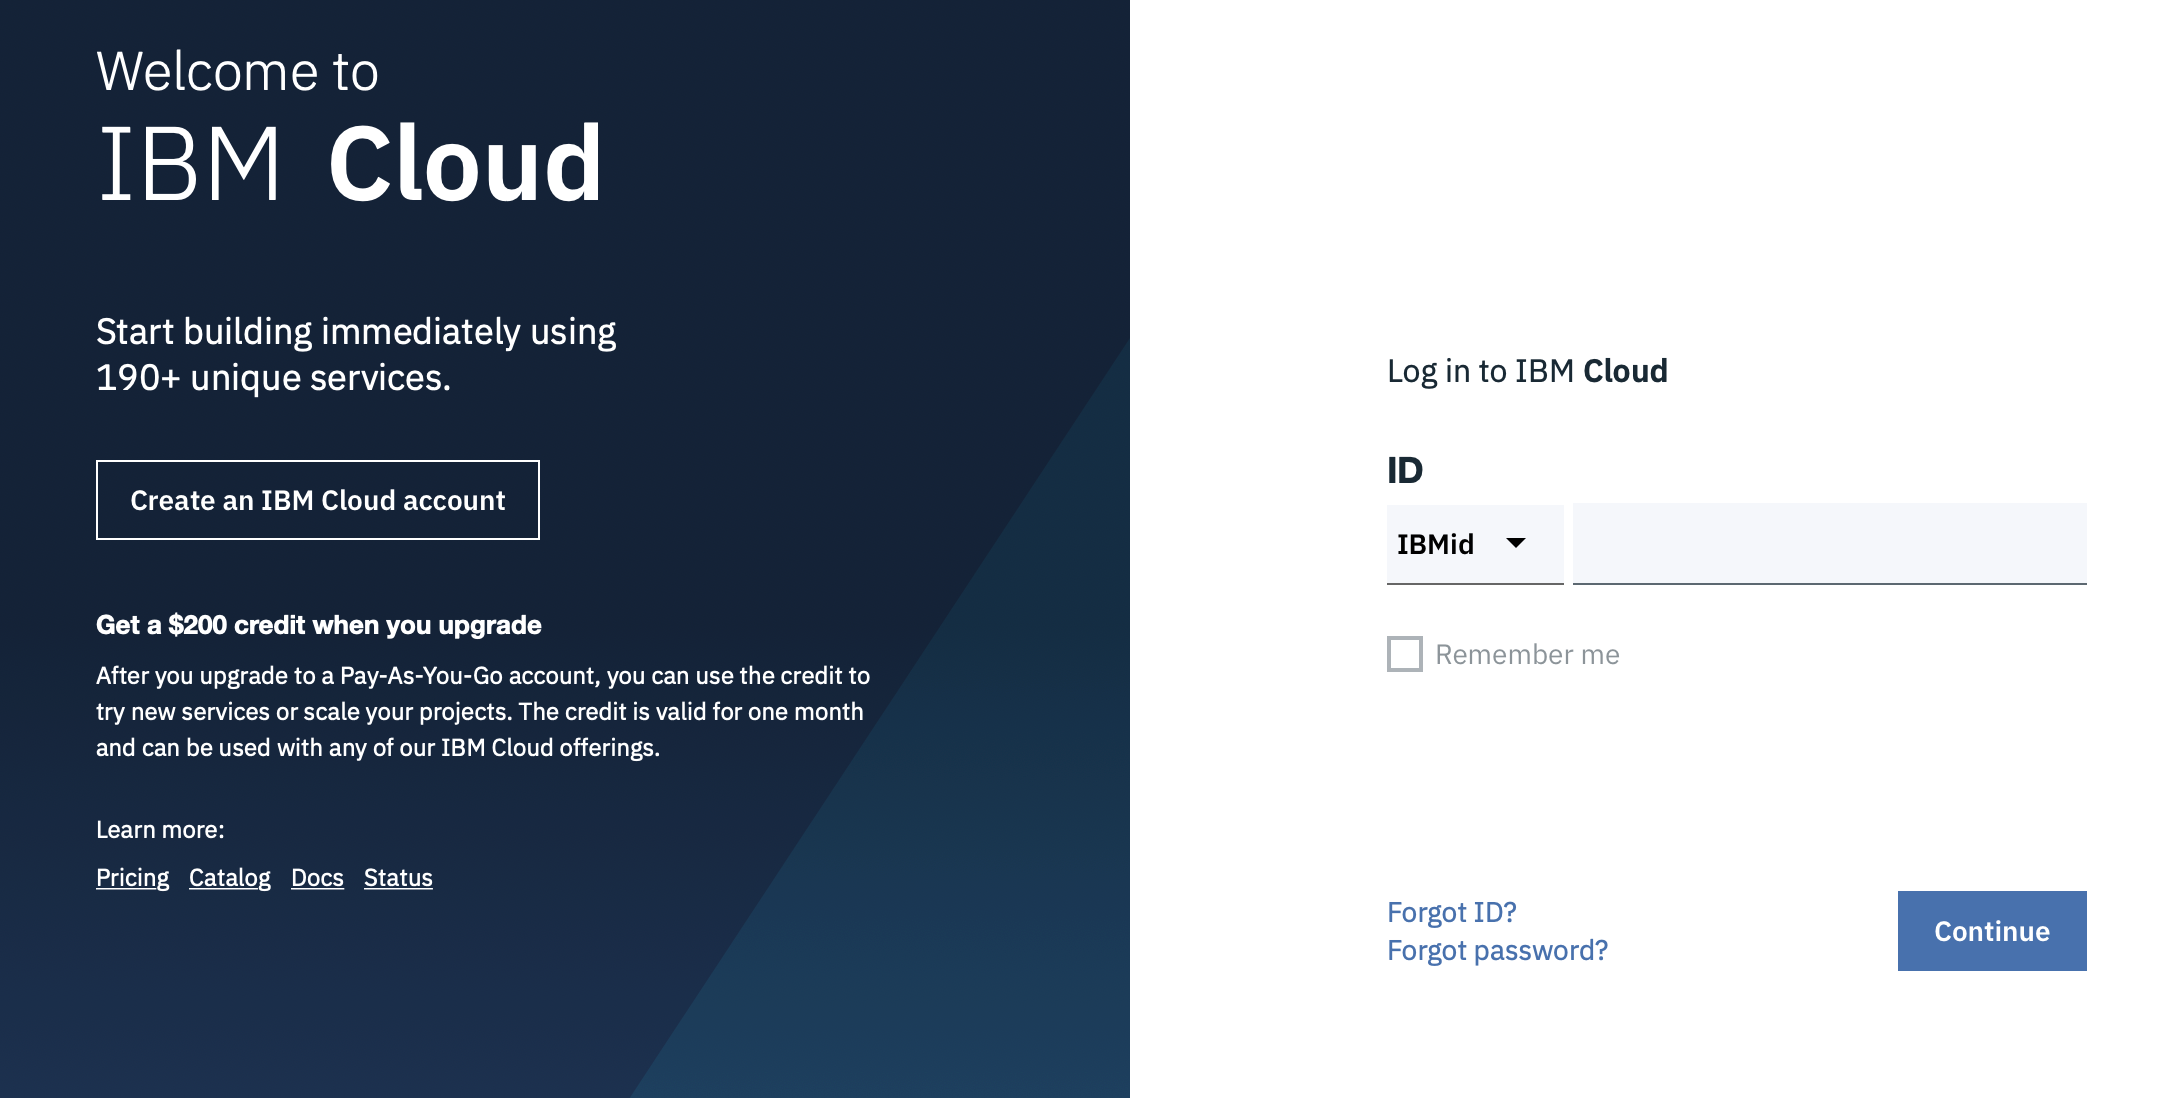 Welcome to
IBM Cloud
Start building immediately using
190+ unique services.
Create an IBM Cloud account
Get a $200 credit when you upgrade
After you upgrade to a Pay-As-You-Go account, you can use the credit to
try new services or scale your projects. The credit is valid for one month
and can be used with any of our IBM Cloud offerings.
Learn more:
Pricing Catalog Docs Status
Log in to IBM Cloud
ID
IBMid
Remember me
Forgot ID?
Forgot password?
Continue